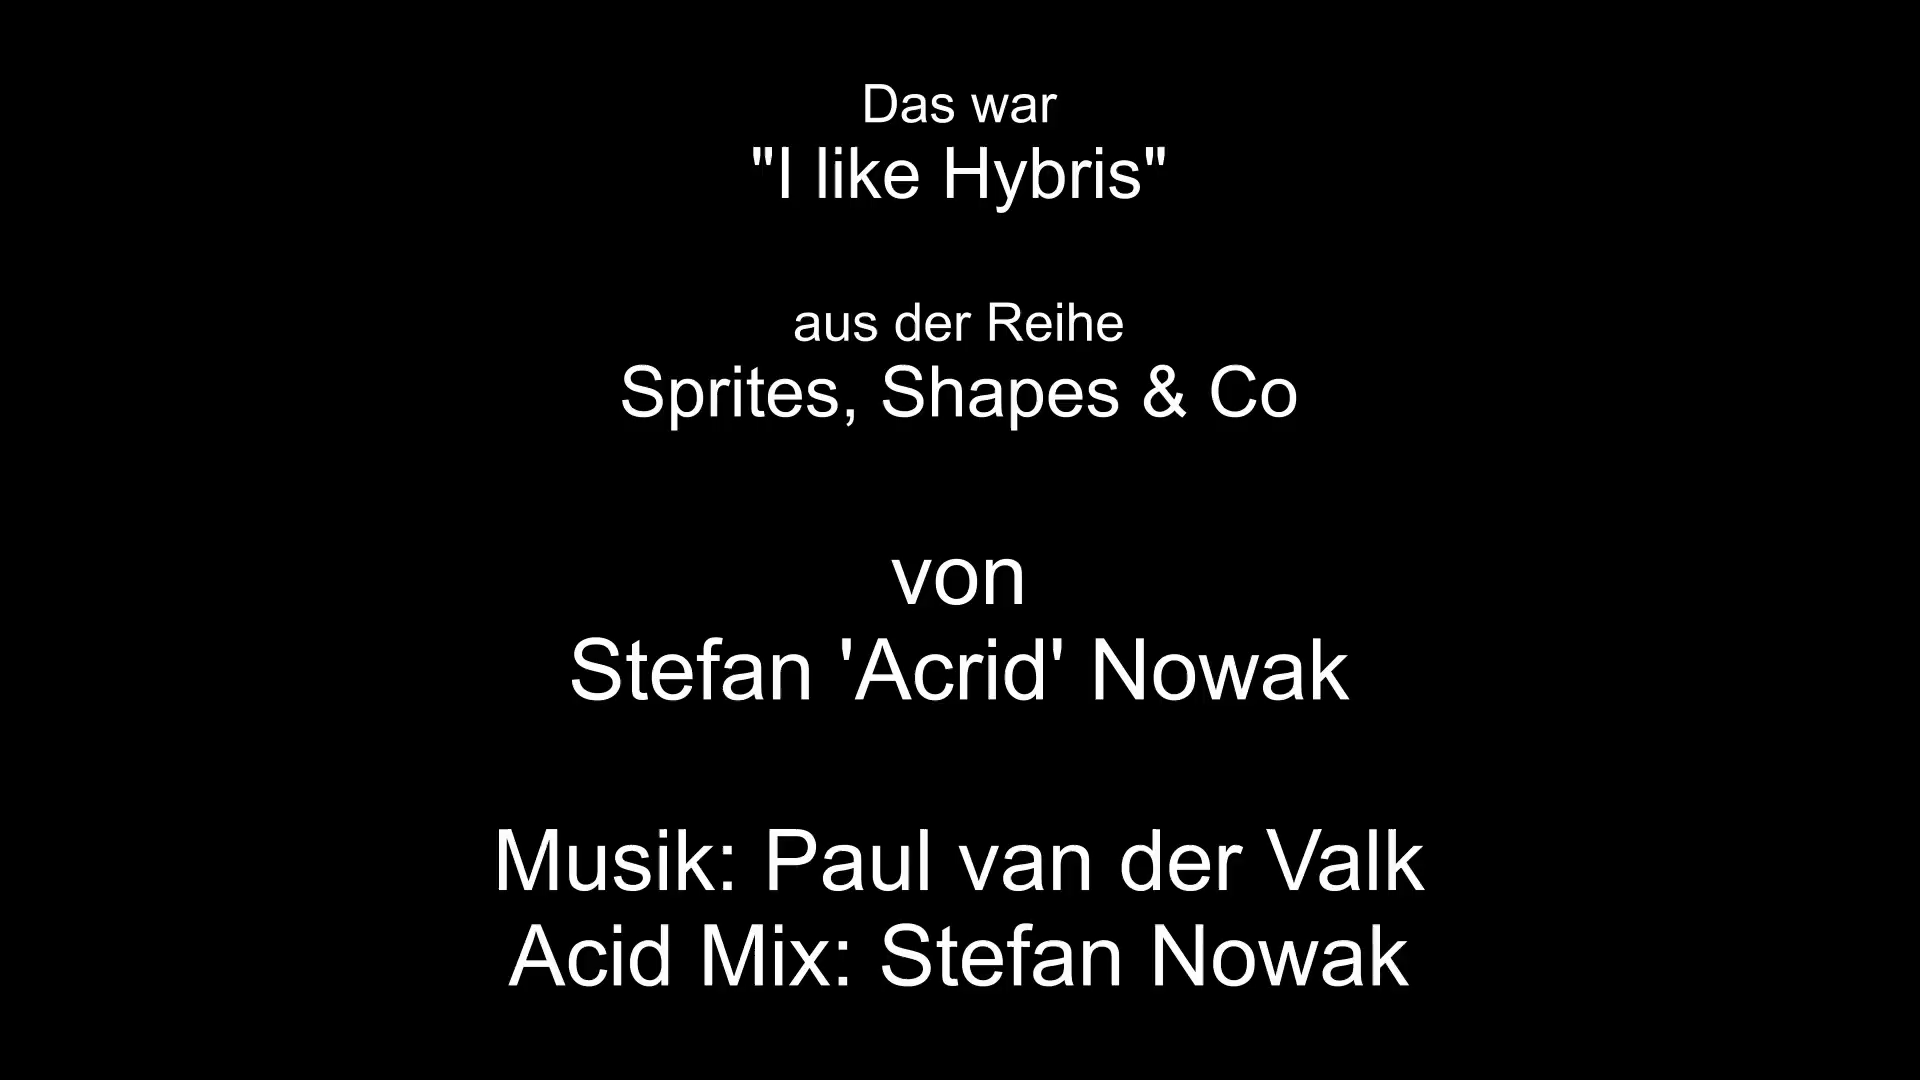 Das war
"I like Hybris"
aus der Reihe
Sprites, Shapes & Co
von
Stefan 'Acrid' Nowak
Musik: Paul van der Valk
Acid Mix: Stefan Nowak